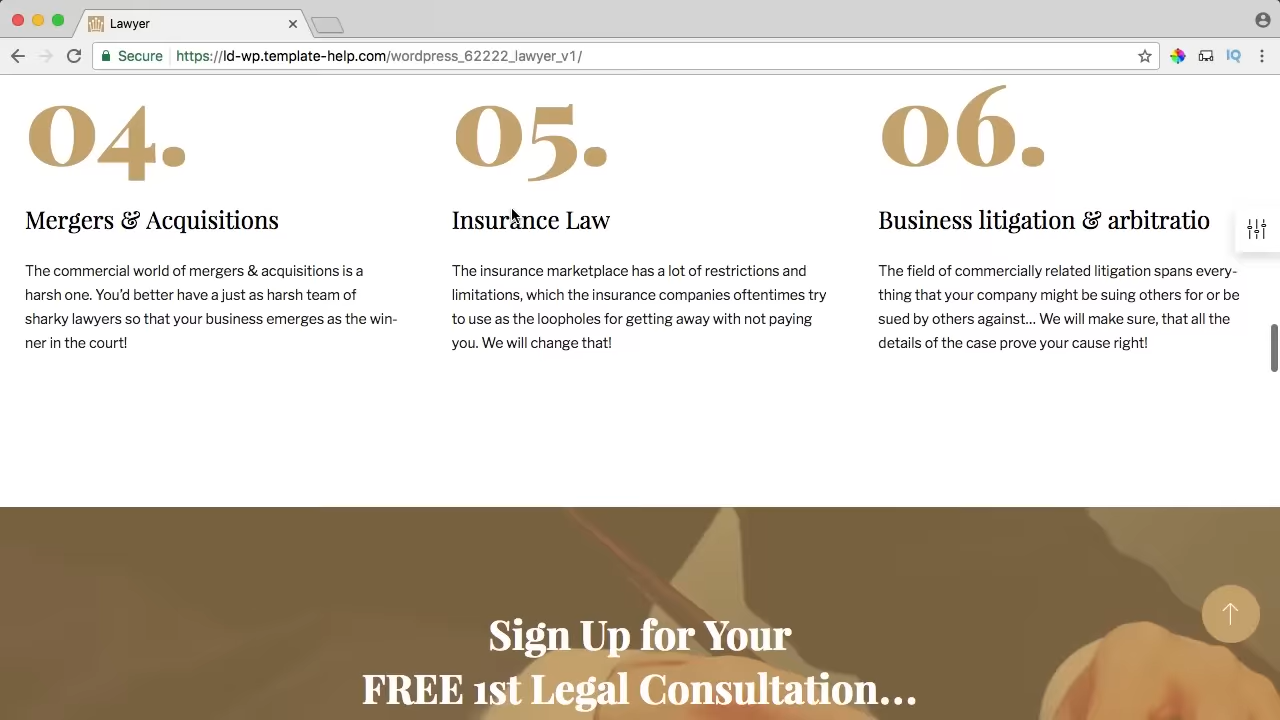 Lawyer
Secure https://ld-wp.template-help.com/wordpress_62222_lawyer_v1/
IQ
04.
05.
06.
Mergers & Acquisitions
Insurance Law
Business litigation & arbitratio
The commercial world of mergers & acquisitions is a
harsh one. You’d better have a just as harsh team of
sharky lawyers so that your business emerges as the win-
ner in the court!
The insurance marketplace has a lot of restrictions and
limitations, which the insurance companies oftentimes try
to use as the loopholes for getting away with not paying
you. We will change that!
The field of commercially related litigation spans every-
thing that your company might be suing others for or be
sued by others against... We will make sure, that all the
details of the case prove your cause right!
Sign Up for Your
FREE 1st Legal Consultation...